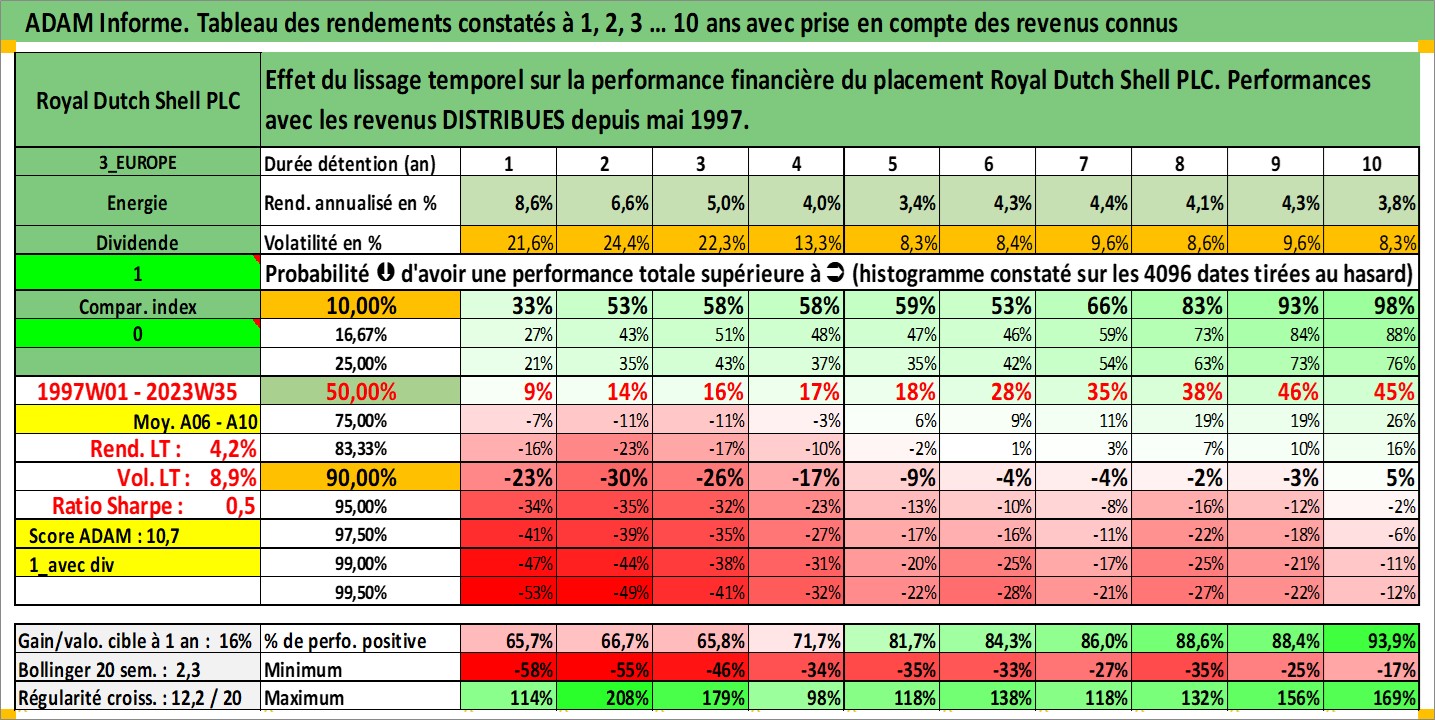 ADAM Informe. Tableau des rendements constatés à 1, 2, 3 ... 10 ans avec prise en compte des revenus connus
Royal Dutch Shell PLC
Effet du lissage temporel sur la performance financière du placement Royal Dutch Shell PLC. Performances
avec les revenus DISTRIBUES depuis mai 1997.
3_EUROPE Durée détention (an) 1 2 3 4 5 6 7 8 9 10
Energie Rend. annualisé en % 8,6% 6,6% 5,0% 4,0% 3,4% 4,3% 4,4% 4,1% 4,3% 3,8%
Dividende Volatilité en % 21,6% 24,4% 22,3% 13,3% 8,3% 8,4% 9,6% 8,6% 9,6% 8,3%
1 Probabilité d'avoir une performance totale supérieure à (histogramme constaté sur les 4096 dates tirées au hasard)
Compar. index 10,00% 33% 53% 58% 58% 59% 53% 66% 83% 93% 98%
0 16,67% 27% 43% 51% 48% 47% 46% 59% 73% 84% 88%
25,00% 21% 35% 43% 37% 35% 42% 54% 63% 73% 76%
1997W01 - 2023W35 50,00% 9% 14% 16% 17% 18% 28% 35% 38% 46% 45%
Moy. A06 - A10 75,00% -7% -11% -11% -3% 6% 9% 11% 19% 19% 26%
Rend. LT : 4,2% 83,33% -16% -23% -17% -10% -2% 1% 3% 7% 10% 16%
Vol. LT : 8,9% 90,00% -23% -30% -26% -17% -9% -4% -4% -2% -3% 5%
Ratio Sharpe : 0,5 95,00% -34% -35% -32% -23% -13% -10% -8% -16% -12% -2%
Score ADAM : 10,7 97,50% -41% -39% -35% -27% -17% -16% -11% -22% -18% -6%
1_avec div 99,00% -47% -44% -38% -31% -20% -25% -17% -25% -21% -11%
99,50% -53% -49% -41% -32% -22% -28% -21% -27% -22% -12%
Gain/valo. cible à 1 an : 16% % de perfo. positive 65,7% 66,7% 65,8% 71,7% 81,7% 84,3% 86,0% 88,6% 88,4% 93,9%
Bollinger 20 sem. : 2,3 Minimum -58% -55% -46% -34% -35% -33% -27% -35% -25% -17%
Régularité croiss. : 12,2 / 20 Maximum 114% 208% 179% 98% 118% 138% 118% 132% 156% 169%